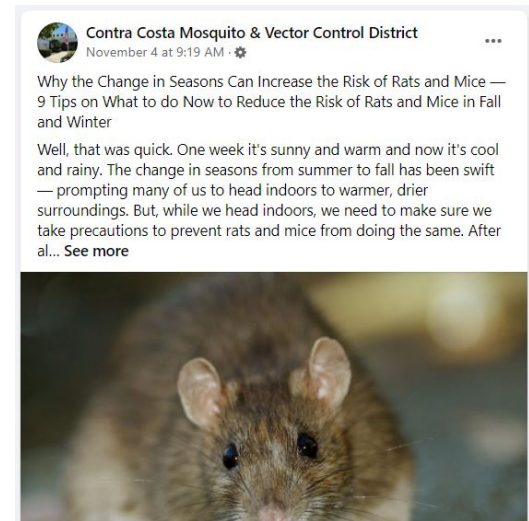 Contra Costa Mosquito & Vector Control District
November 4 at 9:19 AM ·
Why the Change in Seasons Can Increase the Risk of Rats and Mice —
9 Tips on What to do Now to Reduce the Risk of Rats and Mice in Fall
and Winter
Well, that was quick. One week it's sunny and warm and now it's cool
and rainy. The change in seasons from summer to fall has been swift
— prompting many of us to head indoors to warmer, drier
surroundings. But, while we head indoors, we need to make sure we
take precautions to prevent rats and mice from doing the same. After
al... See more